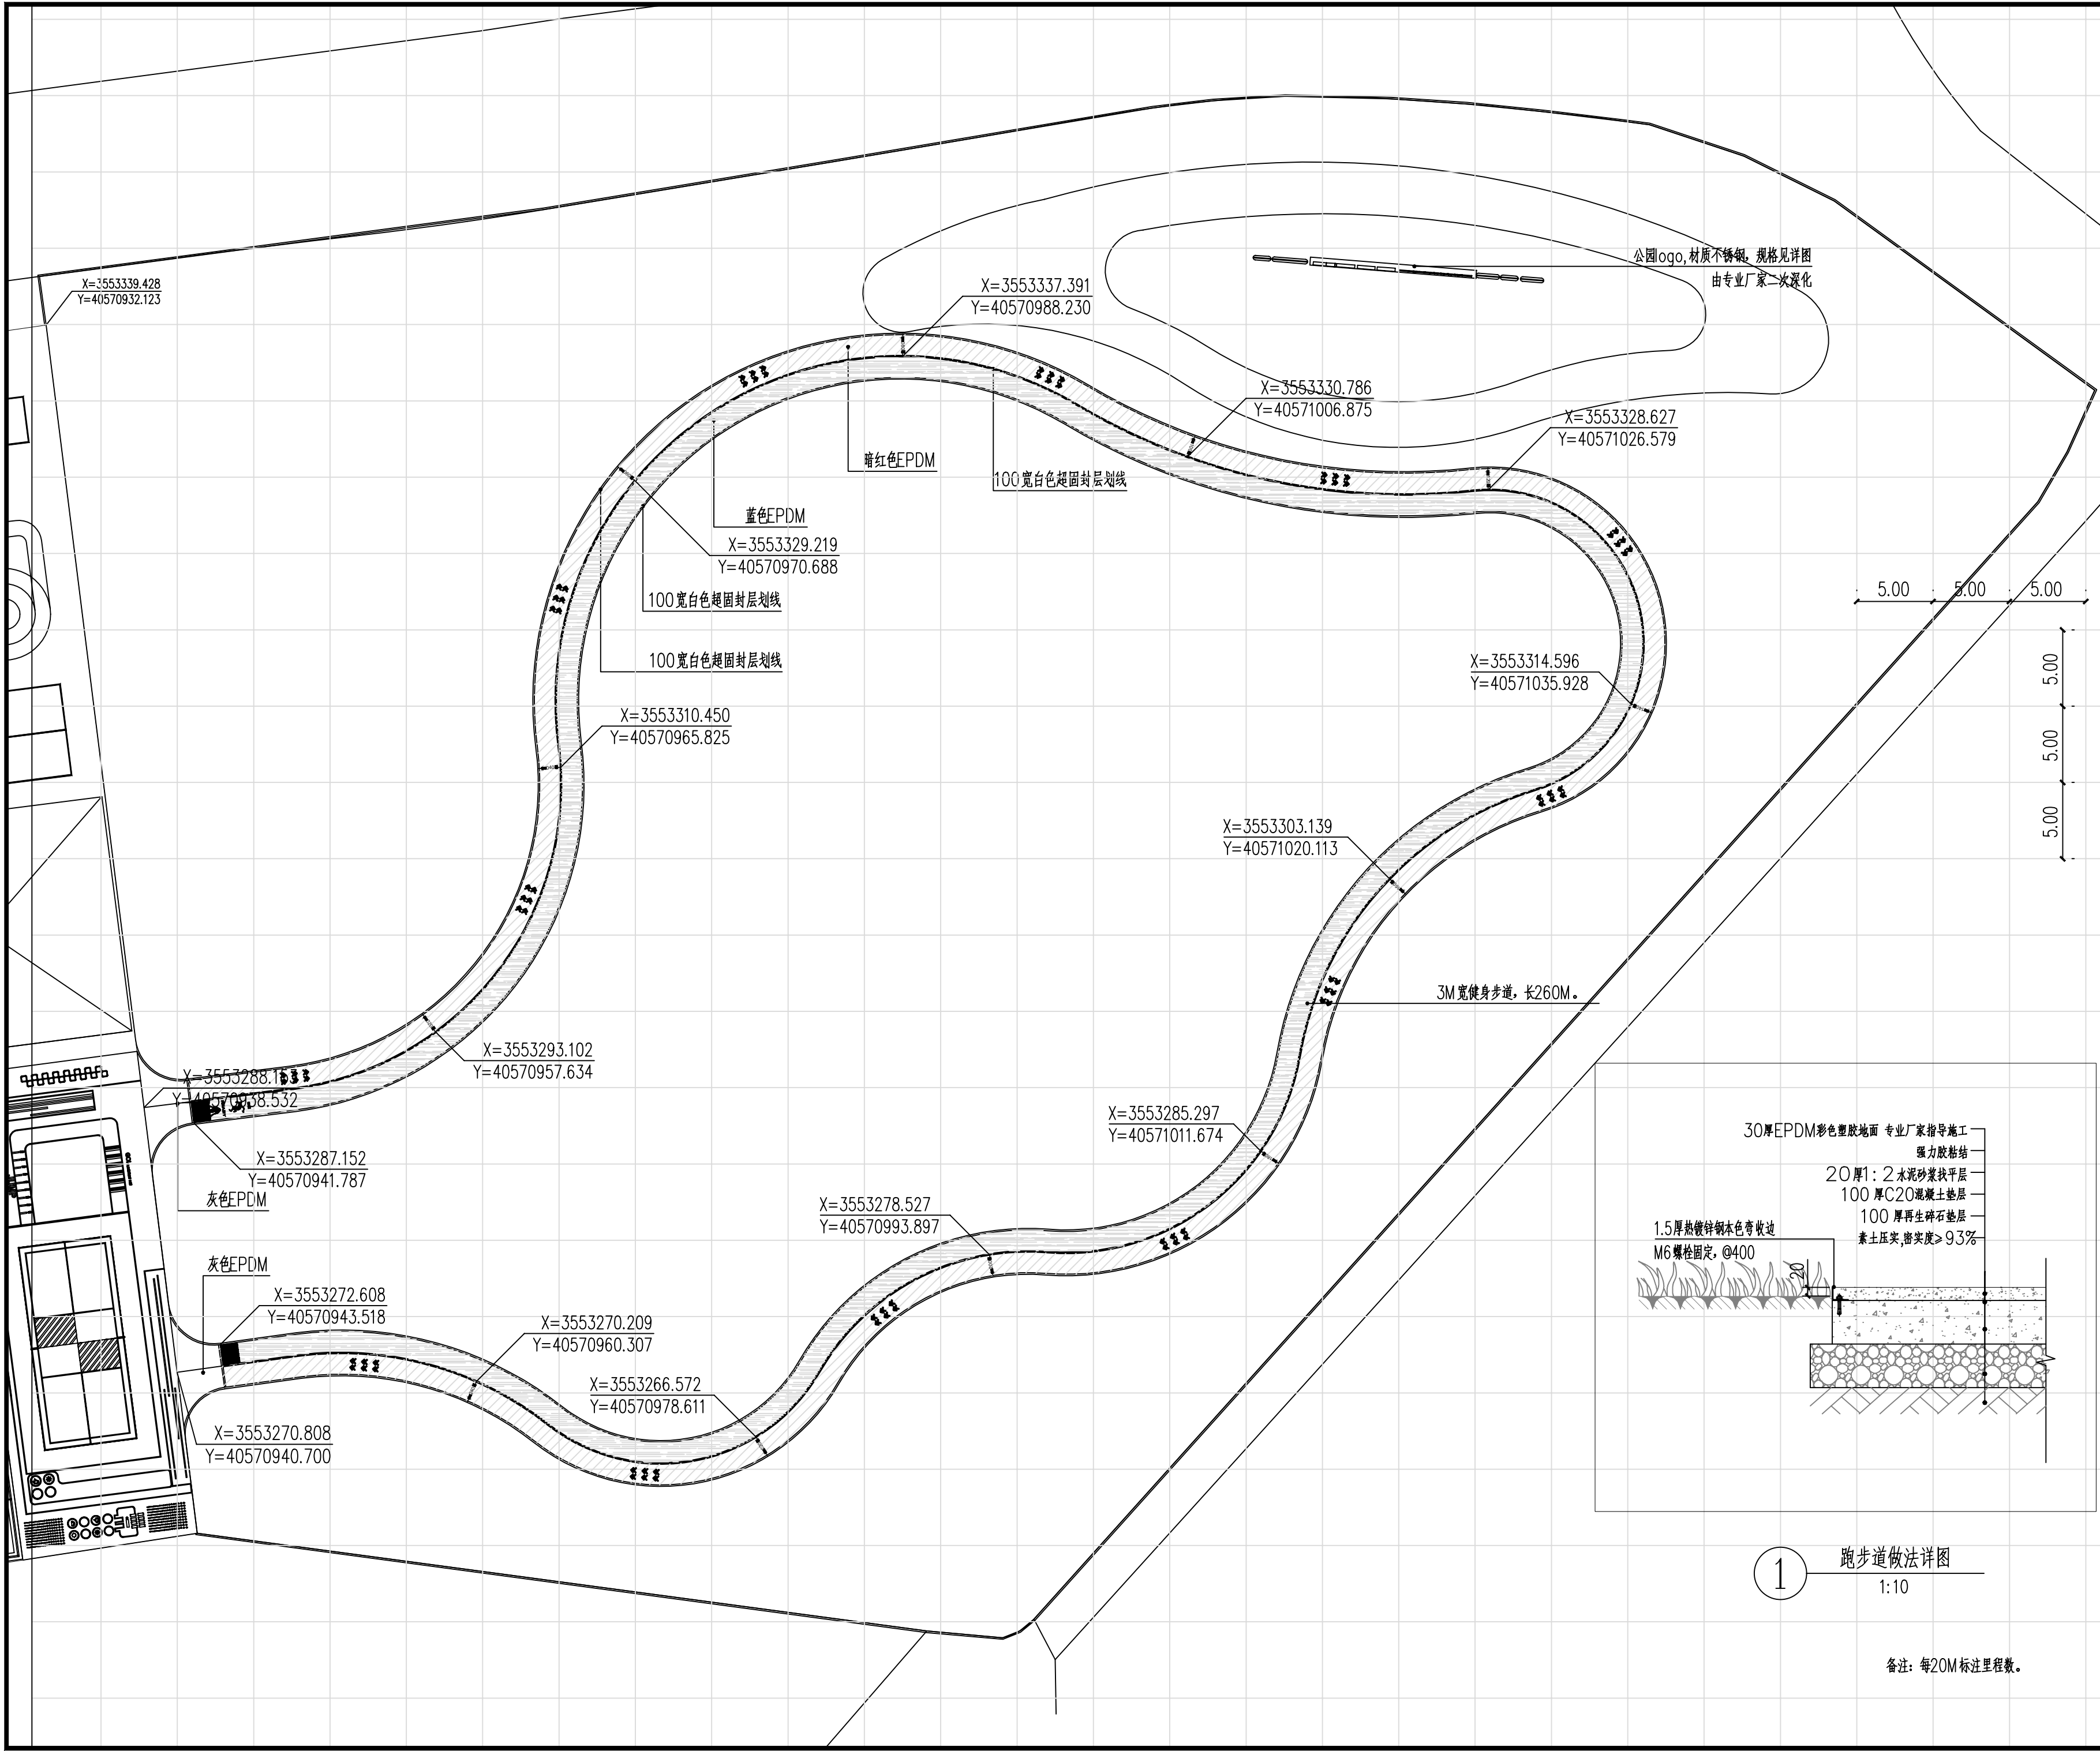 公园logo,材质不锈钢，规格见详图
由专业厂家二次深化
X=3553339.428
Y=40570932.123
X=3553337.391
Y=40570988.230
X=3553330.786
Y=40571006.875
X=3553328.627
Y=40571026.579
暗红色EPDM
100宽白色超固封层划线
蓝色EPDM
X=3553329.219
Y=40570970.688
100宽白色超固封层划线
100宽白色超固封层划线
5.00
5.00
5.00
5.00
5.00
5.00
X=3553314.596
Y=40571035.928
X=3553310.450
Y=40570965.825
X=3553303.139
Y=40571020.113
3M宽健身步道，长260M。
X=3553293.102
Y=40570957.634
Y=40570938.532
X=3553285.297
Y=40571011.674
X=3553287.152
Y=40570941.787
灰色EPDM
X=3553278.527
Y=40570993.897
灰色EPDM
X=3553272.608
Y=40570943.518
X=3553270.209
Y=40570960.307
X=3553266.572
Y=40570978.611
X=3553270.808
Y=40570940.700
30厚EPDM彩色塑胶地面 专业厂家指导施工
强力胶粘结
20厚1：2水泥砂浆找平层
100厚C20混凝土垫层
100厚再生碎石垫层
素土压实,密实度≥93%
1.5厚热镀锌钢本色弯收边
M6螺栓固定，@400
20
1
跑步道做法详图
1:10
备注：每20M标注里程数。